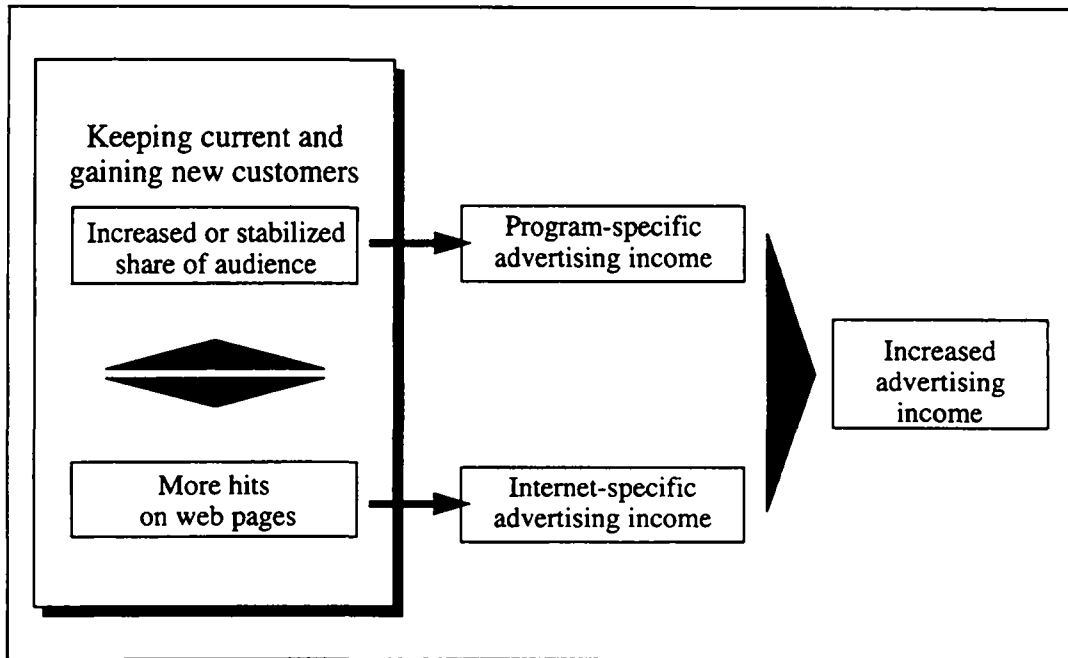 Keeping current and
gaining new customers
Increased or stabilized
share of audience
More hits
on web pages
Program-specific
advertising income
Internet-specific
advertising income
Increased
advertising
income